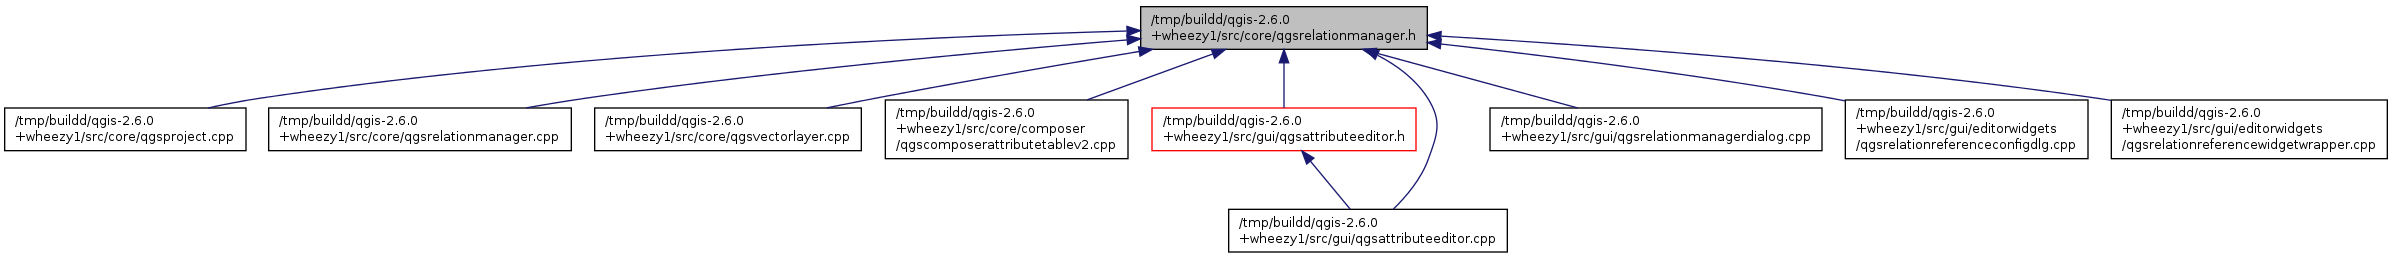 /tmp/buildd/qgis-2.6.0
+wheezy1/src/core/qgsrelationmanager.h
/tmp/buildd/qgis-2.6.0
+wheezy1/src/core/qgsproject.cpp
/tmp/buildd/qgis-2.6.0
+wheezy1/src/core/qgsrelationmanager.cpp
/tmp/buildd/qgis-2.6.0
+wheezy1/src/core/qgsvectorlayer.cpp
/tmp/buildd/qgis-2.6.0
+wheezy1/src/core/composer
/qgscomposerattributetablev2.cpp
/tmp/buildd/qgis-2.6.0
+wheezy1/src/gui/qgsattributeeditor.h
/tmp/buildd/qgis-2.6.0
+wheezy1/src/gui/qgsrelationmanagerdialog.cpp
/tmp/buildd/qgis-2.6.0
+wheezy1/src/gui/editorwidgets
/qgsrelationreferenceconfigdlg.cpp
/tmp/buildd/qgis-2.6.0
+wheezy1/src/gui/editorwidgets
/qgsrelationreferencewidgetwrapper.cpp
/tmp/buildd/qgis-2.6.0
+wheezy1/src/gui/qgsattributeeditor.cpp